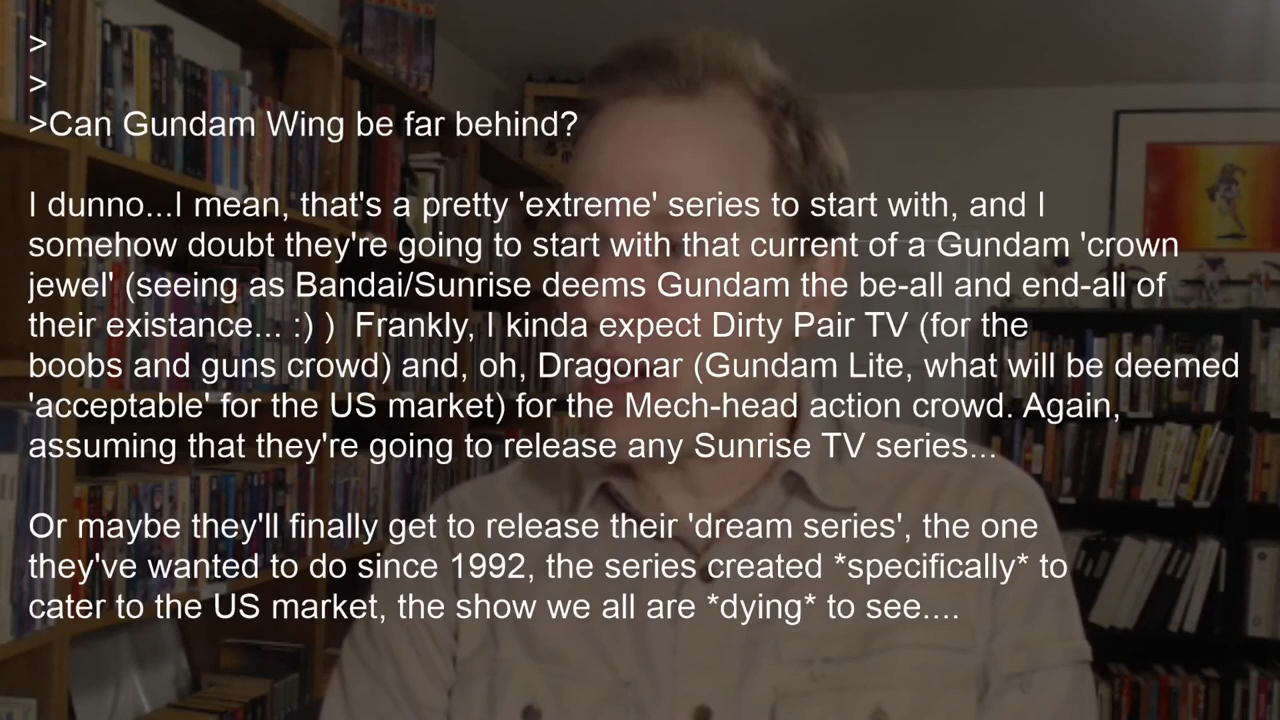 >
>
>Can Gundam Wing be far behind?
I dunno...I mean, that's a pretty 'extreme' series to start with, and I
somehow doubt they're going to start with that current of a Gundam 'crown
jewel' (seeing as Bandai/Sunrise deems Gundam the be-all and end-all of
their existance... :) )  Frankly, I kinda expect Dirty Pair TV (for the
boobs and guns crowd) and, oh, Dragonar (Gundam Lite, what will be deemed
'acceptable' for the US market) for the Mech-head action crowd. Again,
assuming that they're going to release any Sunrise TV series...
Or maybe they'll finally get to release their 'dream series', the one
they've wanted to do since 1992, the series created *specifically* to
cater to the US market, the show we all are *dying* to see....